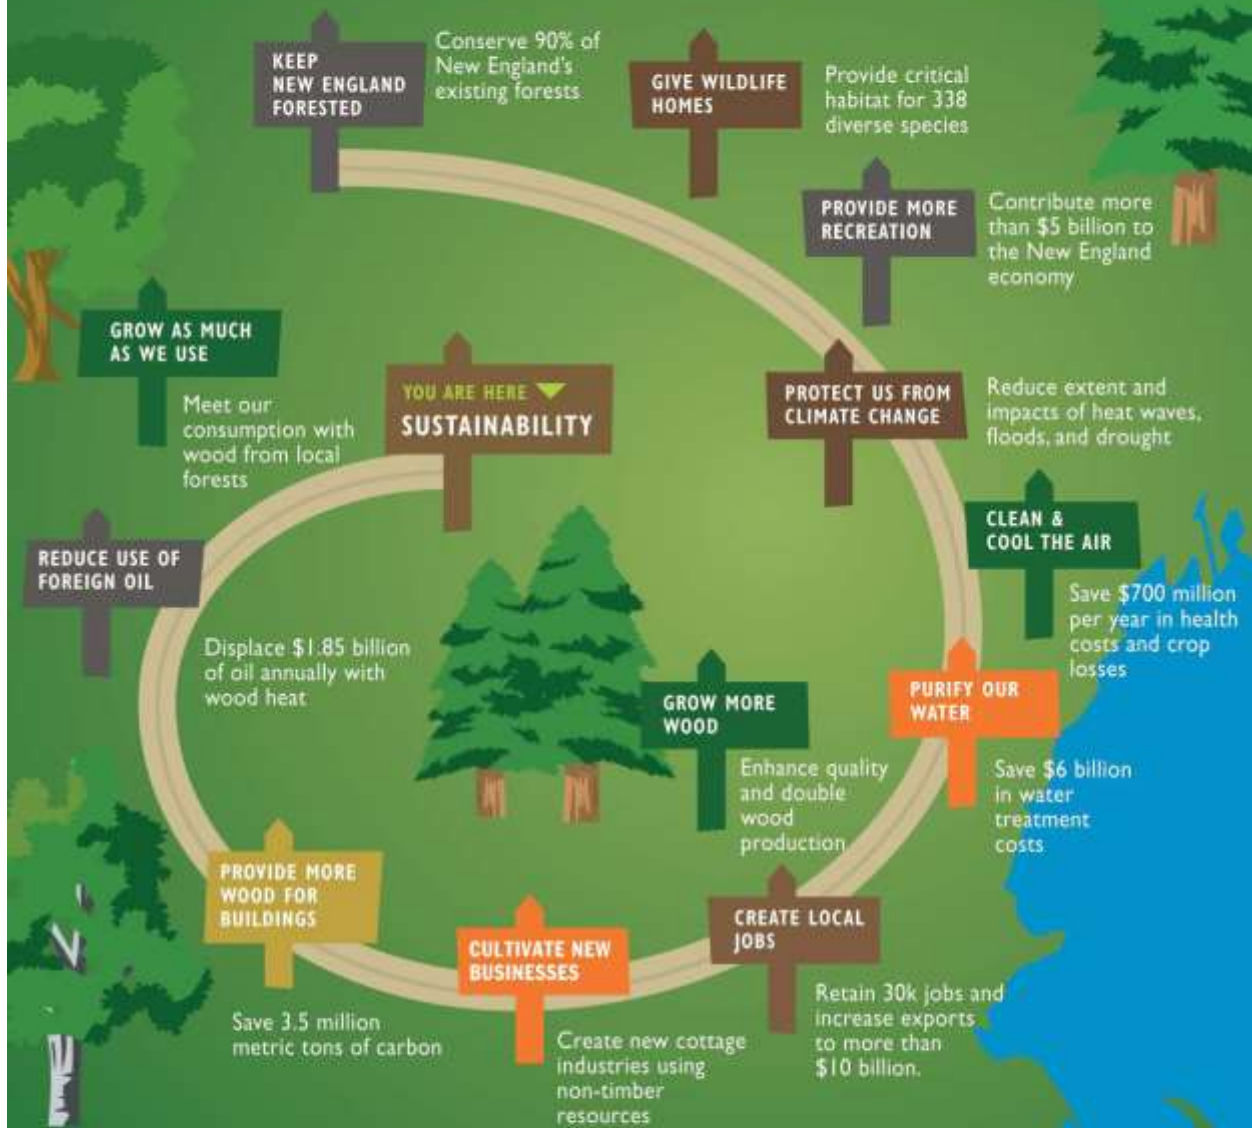 KEEP
NEW ENGLAND
FORESTED
Conserve 90% of
New England's
existing forests
GIVE WILDLIFE
HOMES
Provide critical
habitat for 338
diverse species
PROVIDE MORE
RECREATION
Contribute more
than $5 billion to
the New England
economy
PROTECT US FROM
CLIMATE CHANGE
Reduce extent and
impacts of heat waves,
floods, and drought
CLEAN &
COOL THE AIR
Save $700 million
per year in health
costs and crop
losses
PURIFY OUR
WATER
Save $6 billion
in water
treatment
costs
GROW MORE
WOOD
Enhance quality
and double
wood
production
CREATE LOCAL
JOBS
Retain 30k jobs and
increase exports
to more than
$10 billion.
CULTIVATE NEW
BUSINESSES
Create new cottage
industries using
non-timber
resources
PROVIDE MORE
WOOD FOR
BUILDINGS
Save 3.5 million
metric tons of carbon
REDUCE USE OF
FOREIGN OIL
Displace $1.85 billion
of oil annually with
wood heat
GROW AS MUCH
AS WE USE
Meet our
consumption with
wood from local
forests
YOU ARE HERE
SUSTAINABILITY